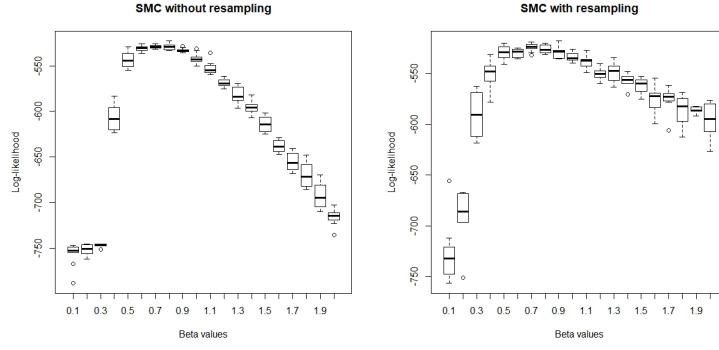 SMC without resampling
Log-likelihood
-550
-600
-650
-700
-750
0.1 0.3 0.5 0.7 0.9 1.1 1.3 1.5 1.7 1.9
Beta values
SMC with resampling
Log-likelihood
-550
-600
-650
-700
-750
0.1 0.3 0.5 0.7 0.9 1.1 1.3 1.5 1.7 1.9
Beta values